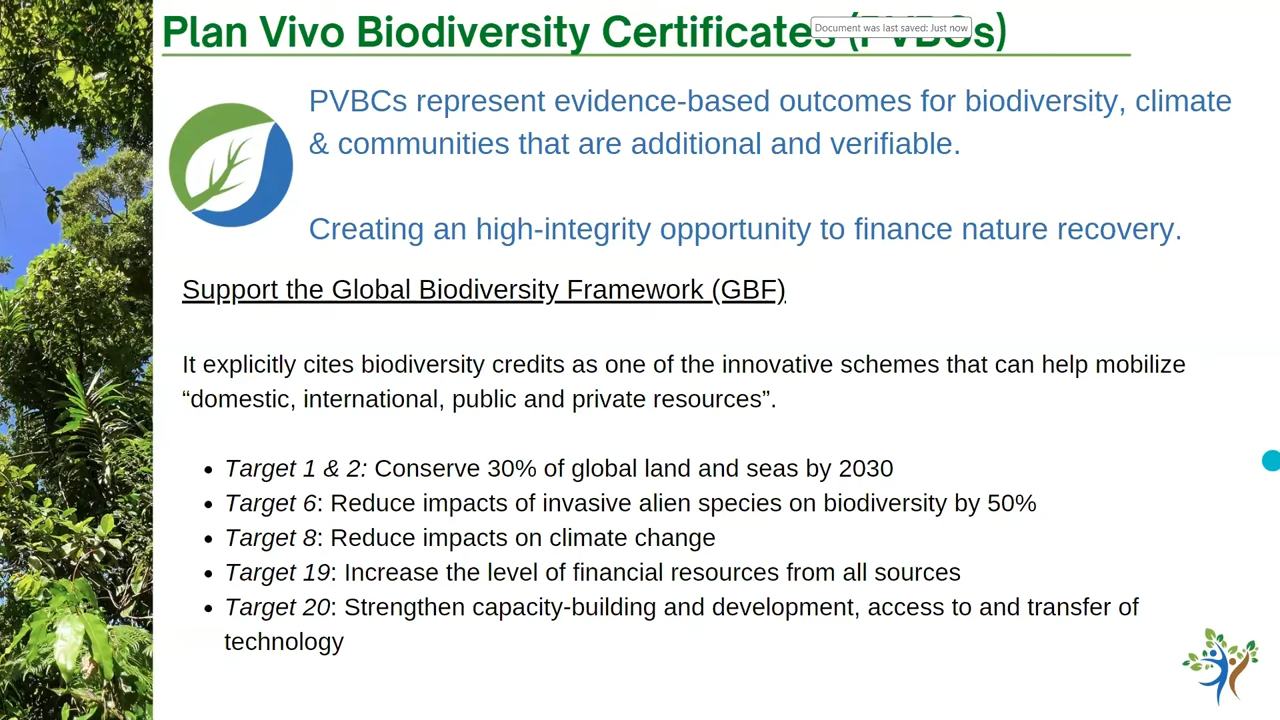 Plan Vivo Biodiversity Certificates (PVBCs)
Document was last saved: Just now
PVBCs represent evidence-based outcomes for biodiversity, climate
& communities that are additional and verifiable.
Creating an high-integrity opportunity to finance nature recovery.
Support the Global Biodiversity Framework (GBF)
It explicitly cites biodiversity credits as one of the innovative schemes that can help mobilize
“domestic, international, public and private resources”.
• Target 1 & 2: Conserve 30% of global land and seas by 2030
• Target 6: Reduce impacts of invasive alien species on biodiversity by 50%
• Target 8: Reduce impacts on climate change
• Target 19: Increase the level of financial resources from all sources
• Target 20: Strengthen capacity-building and development, access to and transfer of
technology